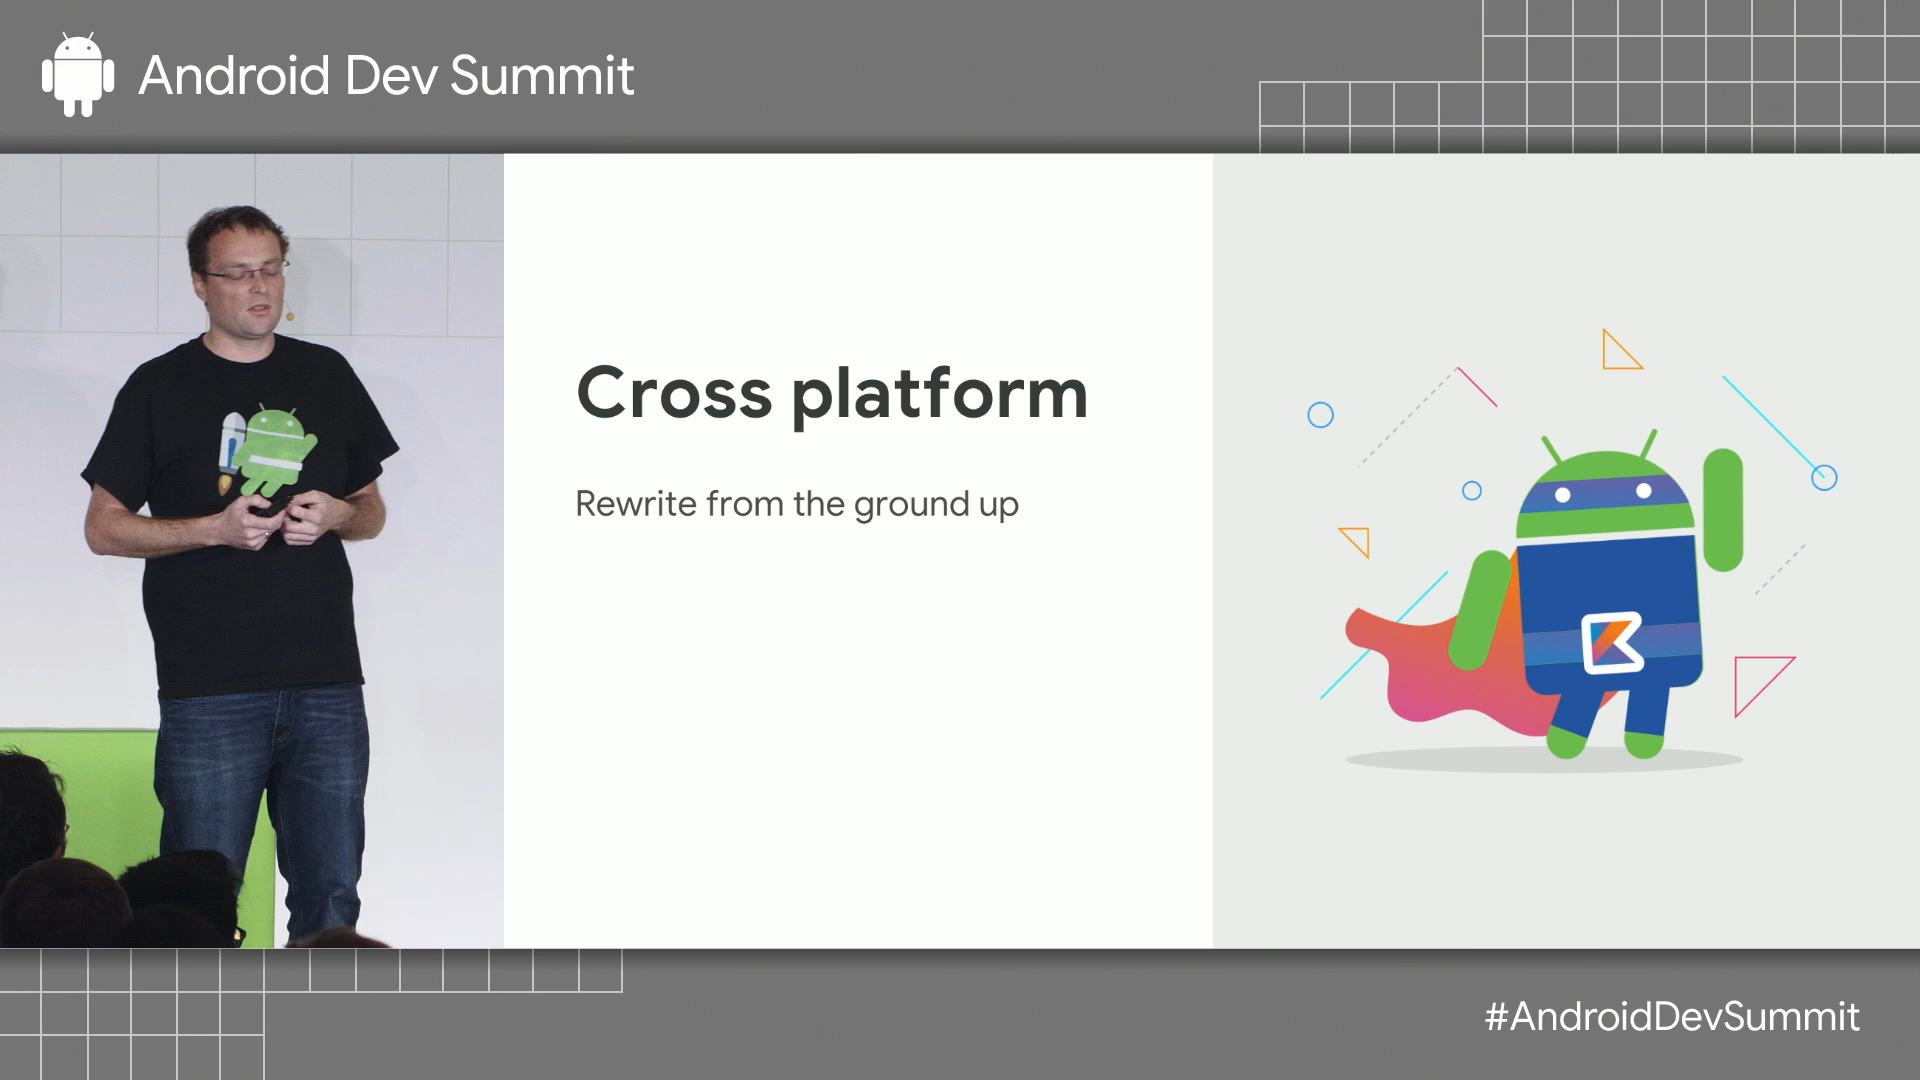 Android Dev Summit
Cross platform
Rewrite from the ground up
#AndroidDevSummit